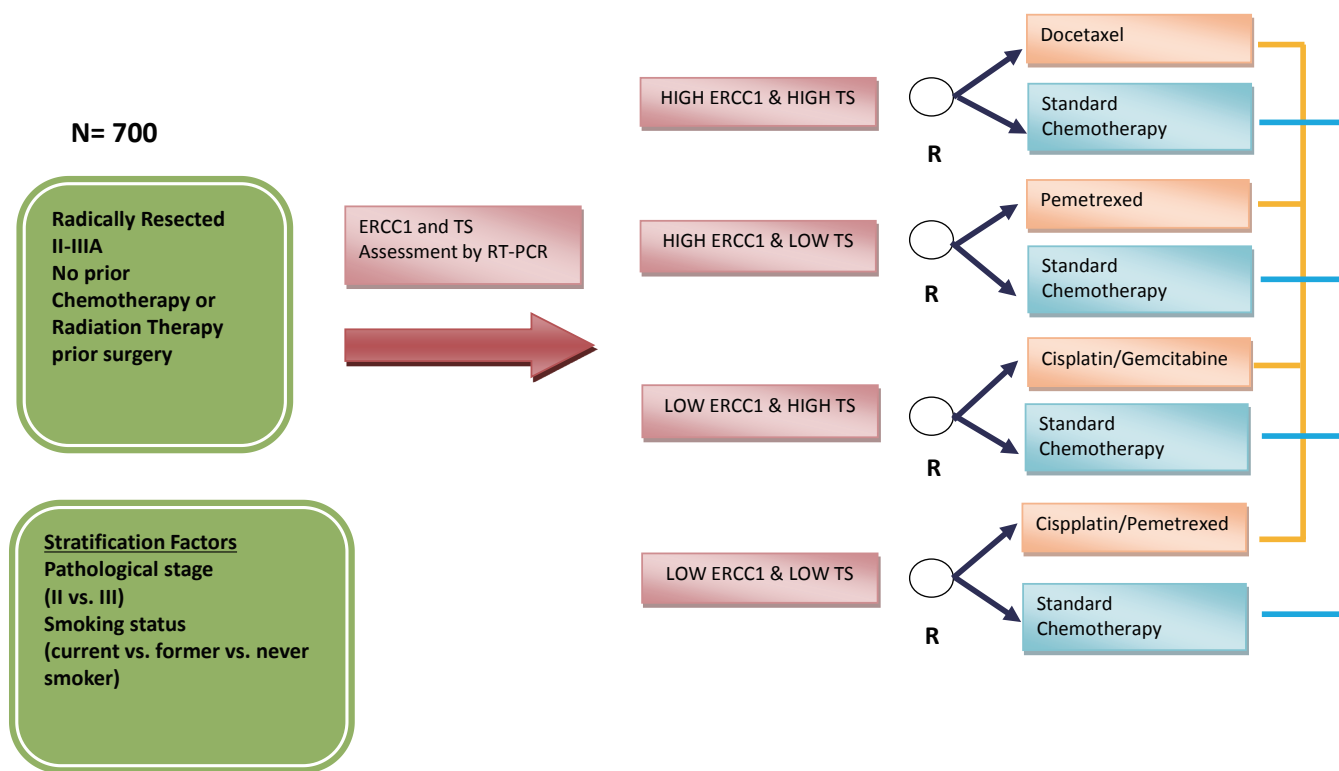 N= 700
Radically Resected
II-IIIA
No prior
Chemotherapy or
Radiation Therapy
prior surgery
Stratification Factors
Pathological stage
(II vs. III)
Smoking status
(current vs. former vs. never
smoker)
ERCC1 and TS
Assessment by RT-PCR
HIGH ERCC1 & HIGH TS
R
Docetaxel
Standard
Chemotherapy
HIGH ERCC1 & LOW TS
R
Pemetrexed
Standard
Chemotherapy
LOW ERCC1 & HIGH TS
R
Cisplatin/Gemcitabine
Standard
Chemotherapy
LOW ERCC1 & LOW TS
R
Cispplatin/Pemetrexed
Standard
Chemotherapy